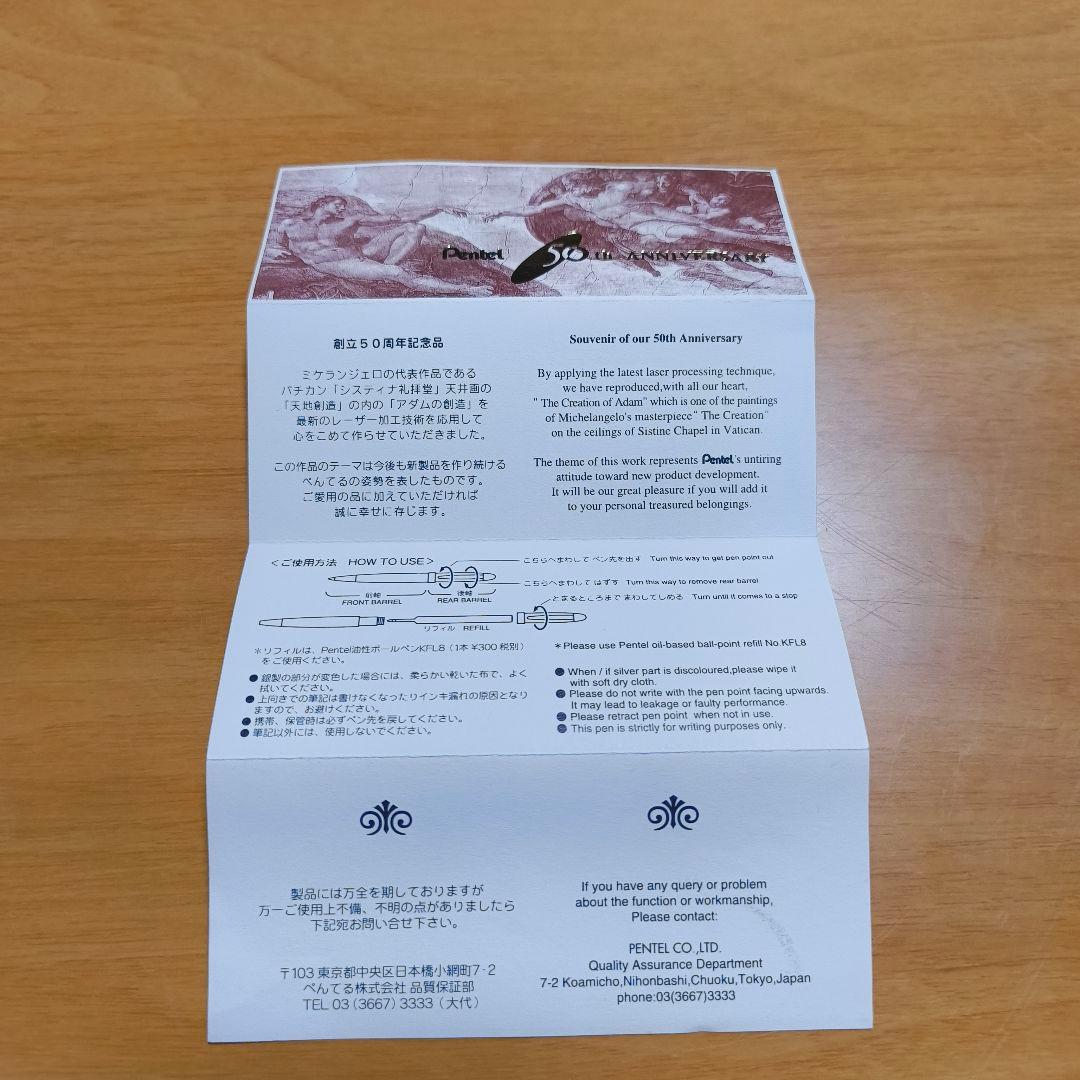 Pentel 50th ANNIVERSARY
創立50周年記念品
ミケランジェロの代表作品である
バチカン「システィナ礼拝堂」天井画の
「天地創造」の内の「アダムの創造」を
最新のレーザー加工技術を応用して
心をこめて作らせていただきました。
この作品のテーマは今後も新製品を作り続ける
ぺんてるの姿勢を表したものです。
ご愛用の品に加えていただければ
誠に幸せに存じます。
Souvenir of our 50th Anniversary
By applying the latest laser processing technique,
we have reproduced,with all our heart,
" The Creation of Adam" which is one of the paintings
of Michelangelo's masterpiece" The Creation"
on the ceilings of Sistine Chapel in Vatican.
The theme of this work represents Pentel's untiring
attitude toward new product development.
It will be our great pleasure if you will add it
to your personal treasured belongings.
<ご使用方法 HOW TO USE>
こちらへまわして ペン先を出す Turn this way to get pen point out
こちらへまわして はずす Turn this way to remove rear barrel
前軸 後軸
FRONT BARREL REAR BARREL
とまるところまで まわしてしめる Turn until it comes to a stop
リフィル REFILL
*リフィルは、Pentel油性ボールペンKFL8(1本¥300税別)
をご使用ください。
●銀製の部分が変色した場合には、柔らかい乾いた布で、よく
拭いてください。
●上向きでの筆記は書けなくなったりインキ漏れの原因となり
ますので、お避けください。
●携帯、保管時は必ずペン先を戻してください。
●筆記以外には、使用しないでください。
*Please use Pentel oil-based ball-point refill No.KFL8
●When / if silver part is discoloured,please wipe it
with soft dry cloth.
●Please do not write with the pen point facing upwards.
It may lead to leakage or faulty performance.
●Please retract pen point when not in use.
●This pen is strictly for writing purposes only.
製品には万全を期しておりますが
万一ご使用上不備、不明の点がありましたら
下記宛お問い合せ下さい。
〒103 東京都中央区日本橋小網町7-2
ぺんてる株式会社 品質保証部
TEL 03(3667)3333(大代)
If you have any query or problem
about the function or workmanship,
Please contact:
PENTEL CO.,LTD.
Quality Assurance Department
7-2 Koamicho,Nihonbashi,Chuoku,Tokyo,Japan
phone:03(3667)3333